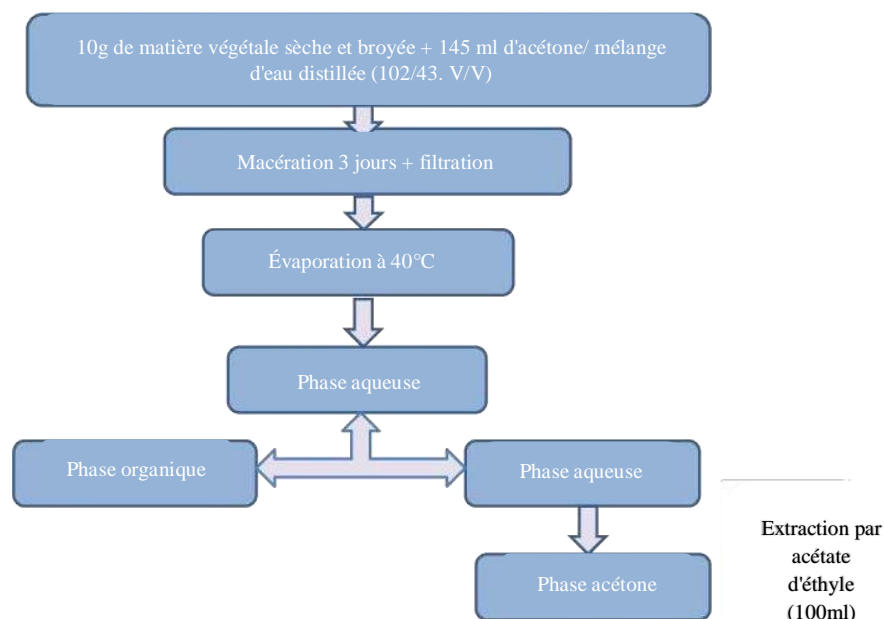 10g de matière végétale sèche et broyée + 145 ml d'acétone/ mélange
d'eau distillée (102/43. V/V)
Macération 3 jours + filtration
Évaporation à 40°C
Phase aqueuse
Phase organique
Phase aqueuse
Phase acétone
Extraction par
acétate
d'éthyle
(100ml)